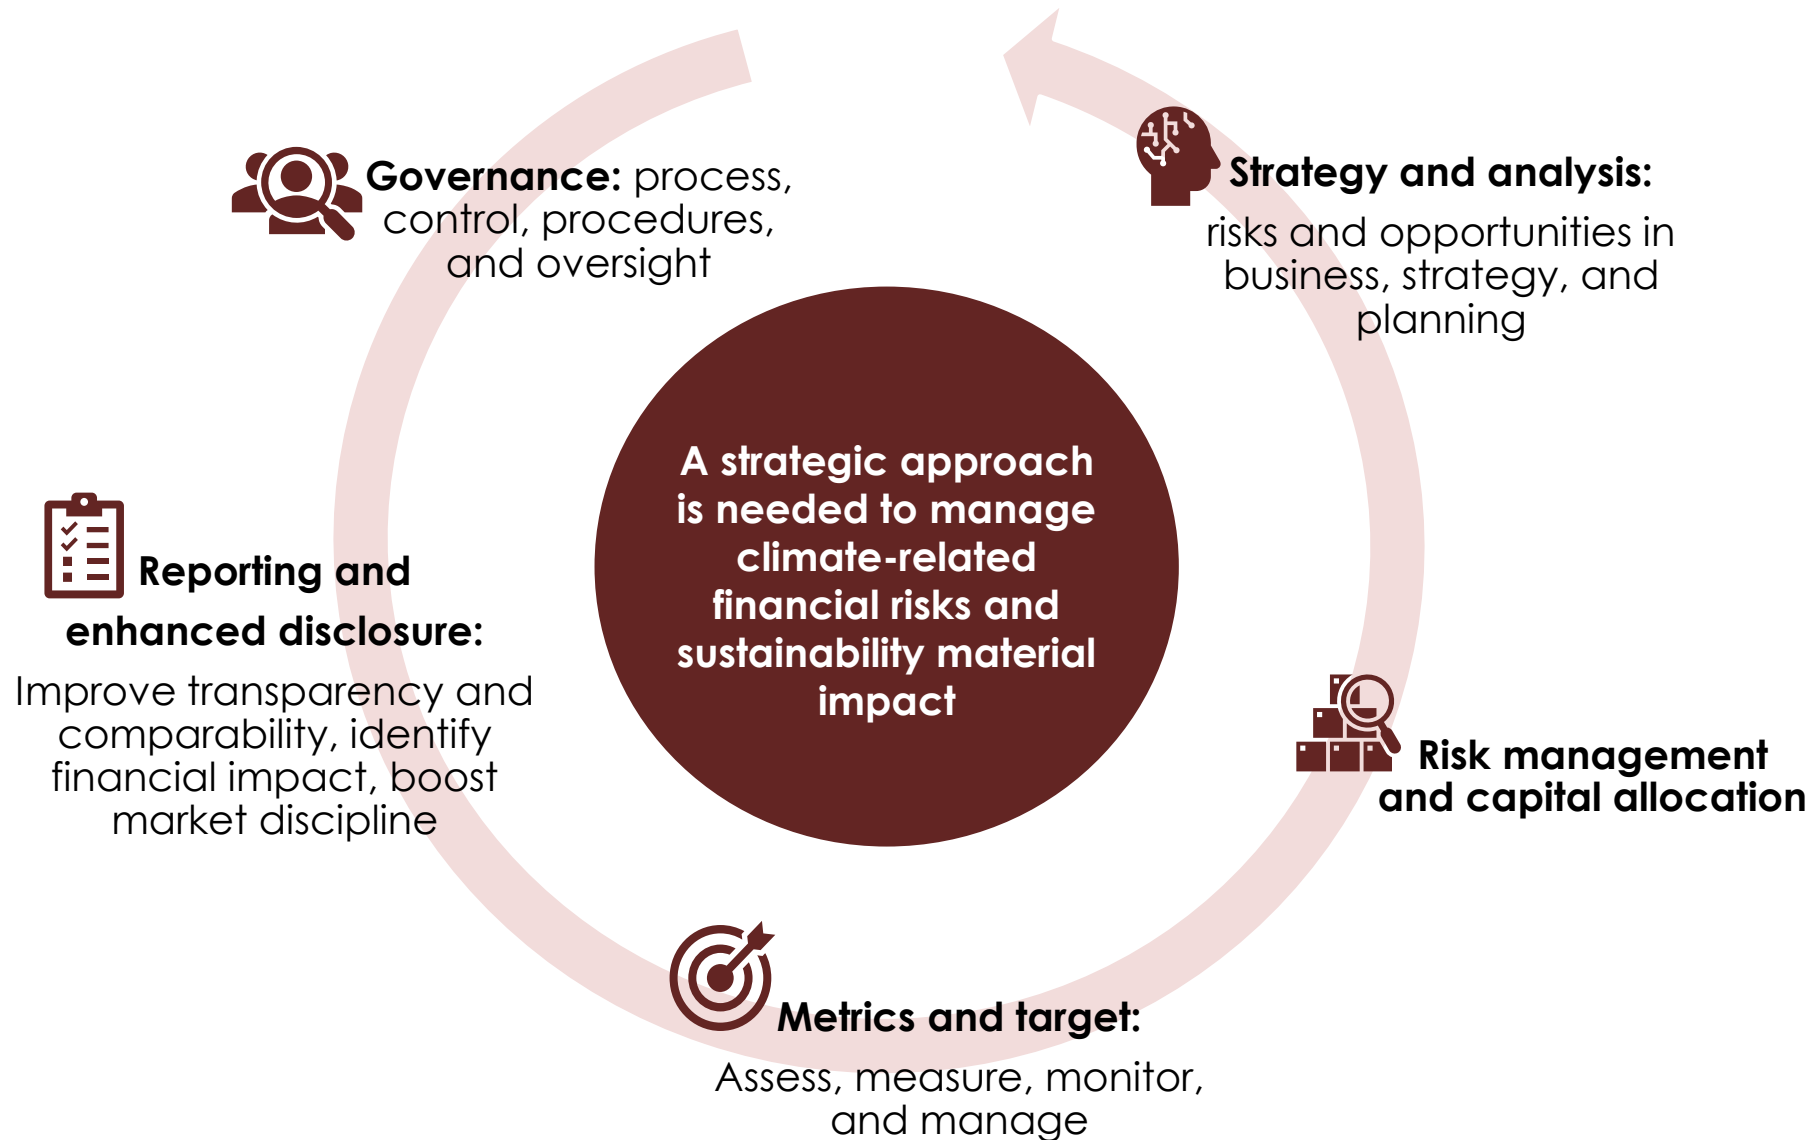 Governance: process,
control, procedures,
and oversight
Strategy and analysis:
risks and opportunities in
business, strategy, and
planning
A strategic approach
is needed to manage
climate-related
financial risks and
sustainability material
impact
Reporting and
enhanced disclosure:
Improve transparency and
comparability, identify
financial impact, boost
market discipline
Risk management
and capital allocation
Metrics and target:
Assess, measure, monitor,
and manage